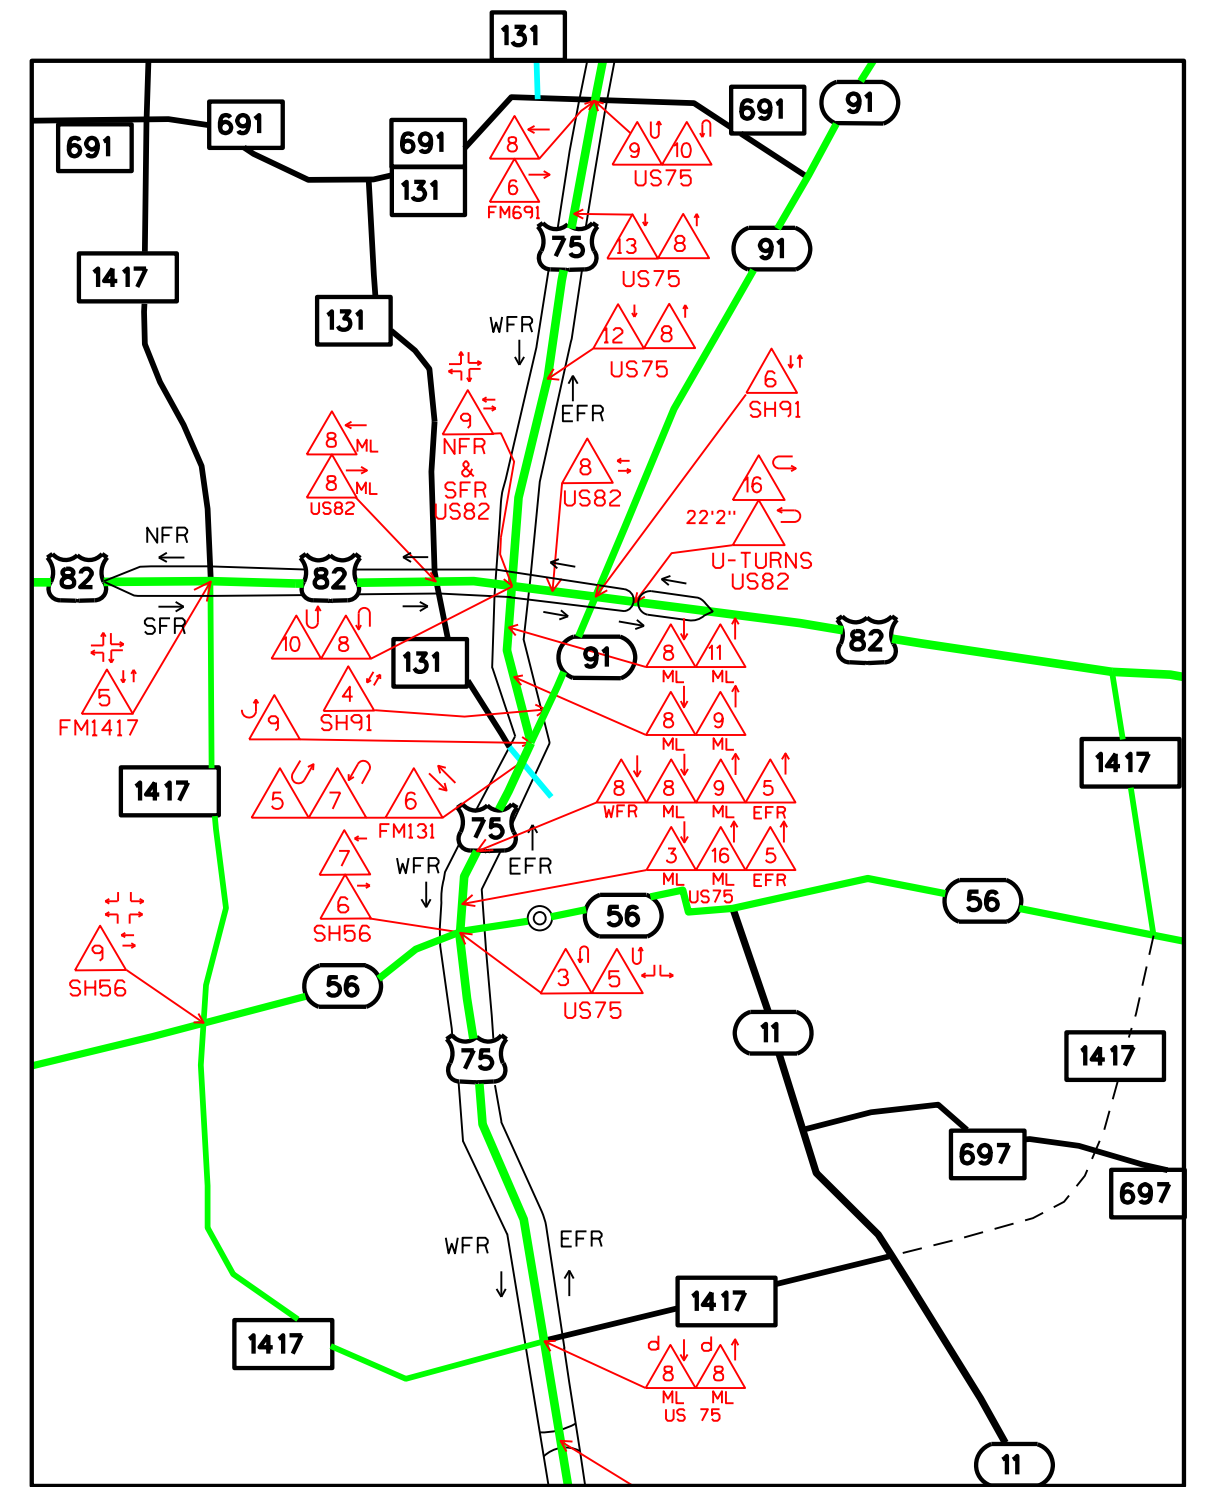 131
91
691
691
691
691
8
9
10
131
US75
6
FM691
75
13
8
US75
91
1417
131
WFR
12
8
US75
EFR
6
SH91
9
NFR
&
SFR
US82
8
ML
8
ML
US82
8
US82
16
22'2"
U-TURNS
US82
NFR
82
82
SFR
82
10
8
131
91
8
11
ML
ML
5
FM1417
4
SH91
9
8
9
ML
ML
1417
1417
5
7
6
FM131
8
8
9
5
WFR
ML
ML
EFR
75
WFR
EFR
7
6
SH56
3
16
5
ML
ML
EFR
US75
56
56
9
SH56
56
3
5
US75
11
75
1417
697
697
WFR
EFR
1417
1417
d
d
8
8
ML
ML
US 75
11